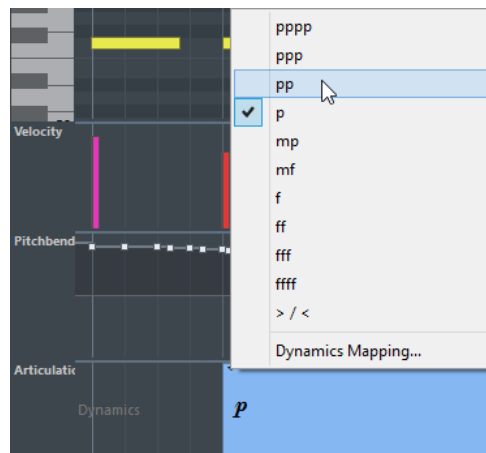 pppp
ppp
pp
p
mp
mf
f
ff
fff
ffff
> / <
Dynamics Mapping...
Velocity
Pitchbend
Articulatic
Dynamics
p